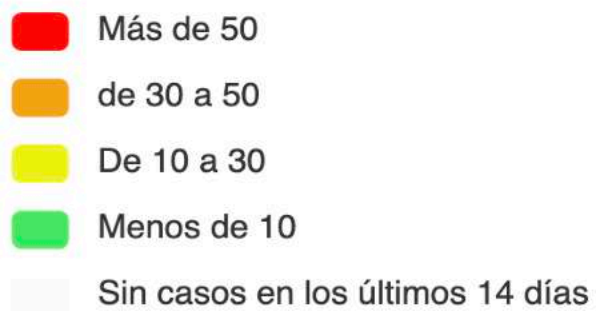 Más de 50
de 30 a 50
De 10 a 30
Menos de 10
Sin casos en los últimos 14 días